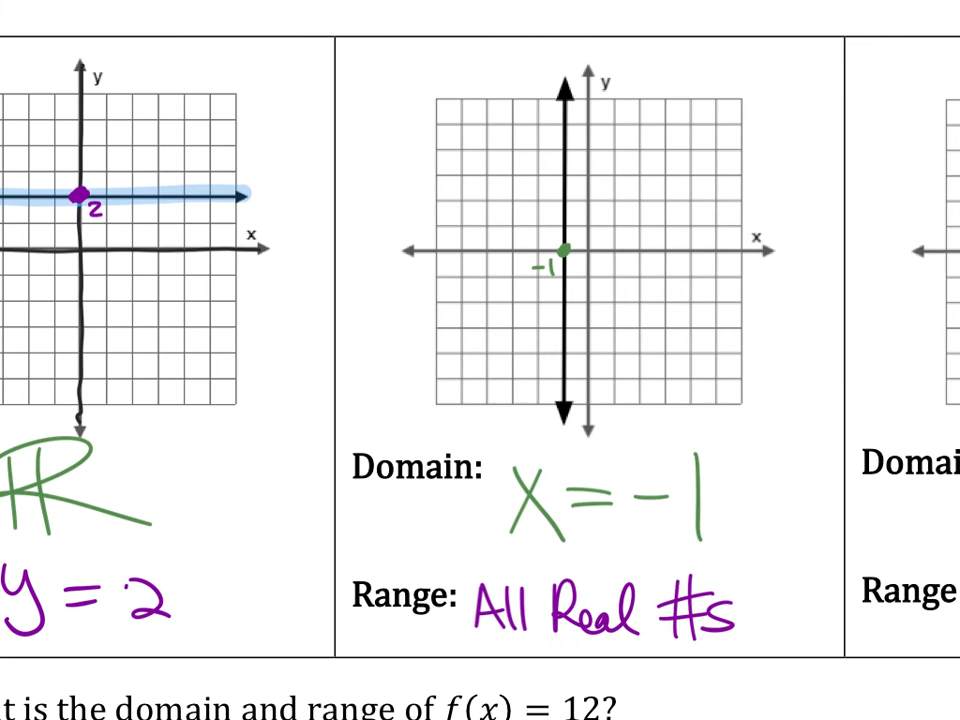 y
2
x
ℝ
y = 2
y
x
-1
Domain: x = -1
Range: All Real #s
Domai
Range
t is the domain and range of f(x) = 12?